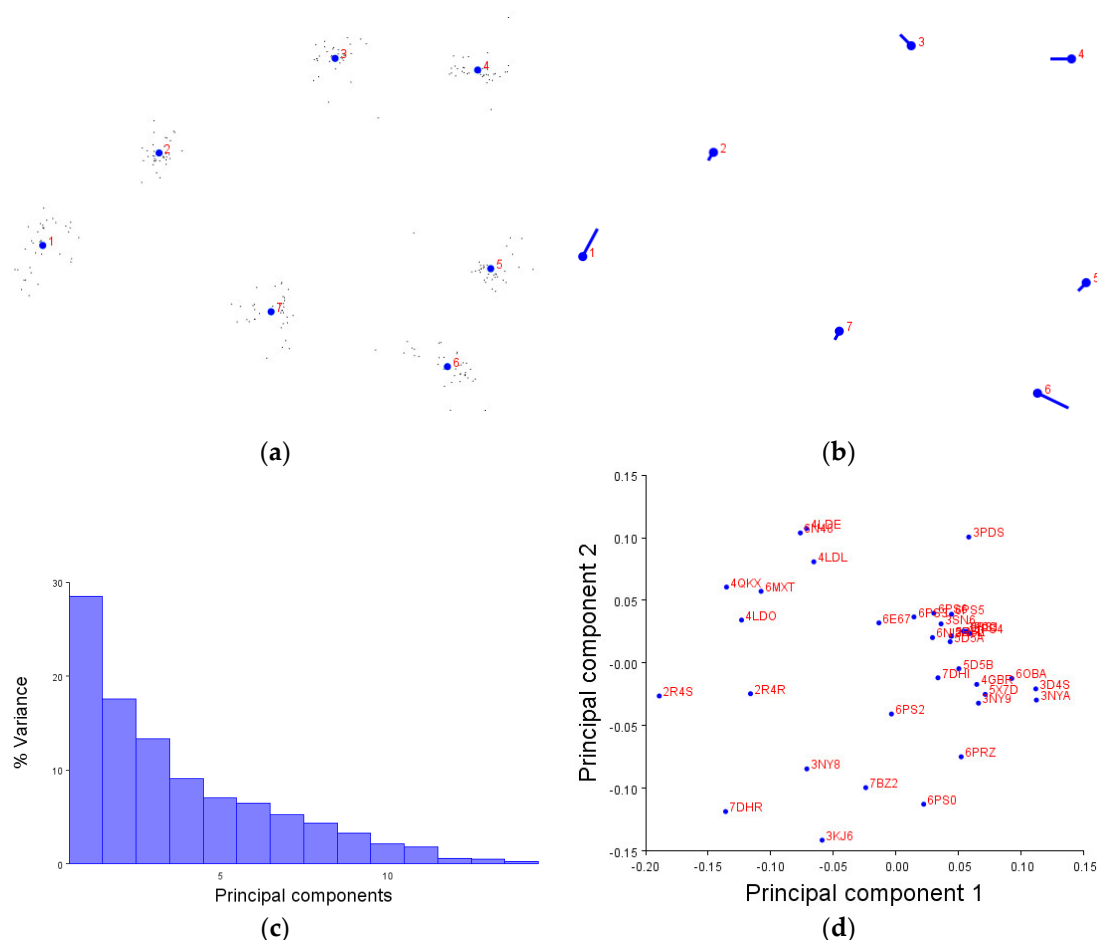 3
4
2
1
5
7
6
(a)
3
4
2
1
5
7
6
(b)
30
20
10
0
% Variance
5
10
Principal components
(c)
0.15
0.10
0.05
-0.00
-0.05
-0.10
-0.15
Principal component 2
4LDE
3PDS
4LDL
4QKX
6MXT
4LDO
6E67
6PS5
3SN6
5D5A
5D5B
7DHI
6OBA
4GBR
3D4S
5X7D
3NYA
3NY9
2R4S
2R4R
6PS2
6PRZ
3NY8
7BZ2
6PS0
7DHR
3KJ6
-0.20
-0.15
-0.10
-0.05
0.00
0.05
0.10
0.15
Principal component 1
(d)